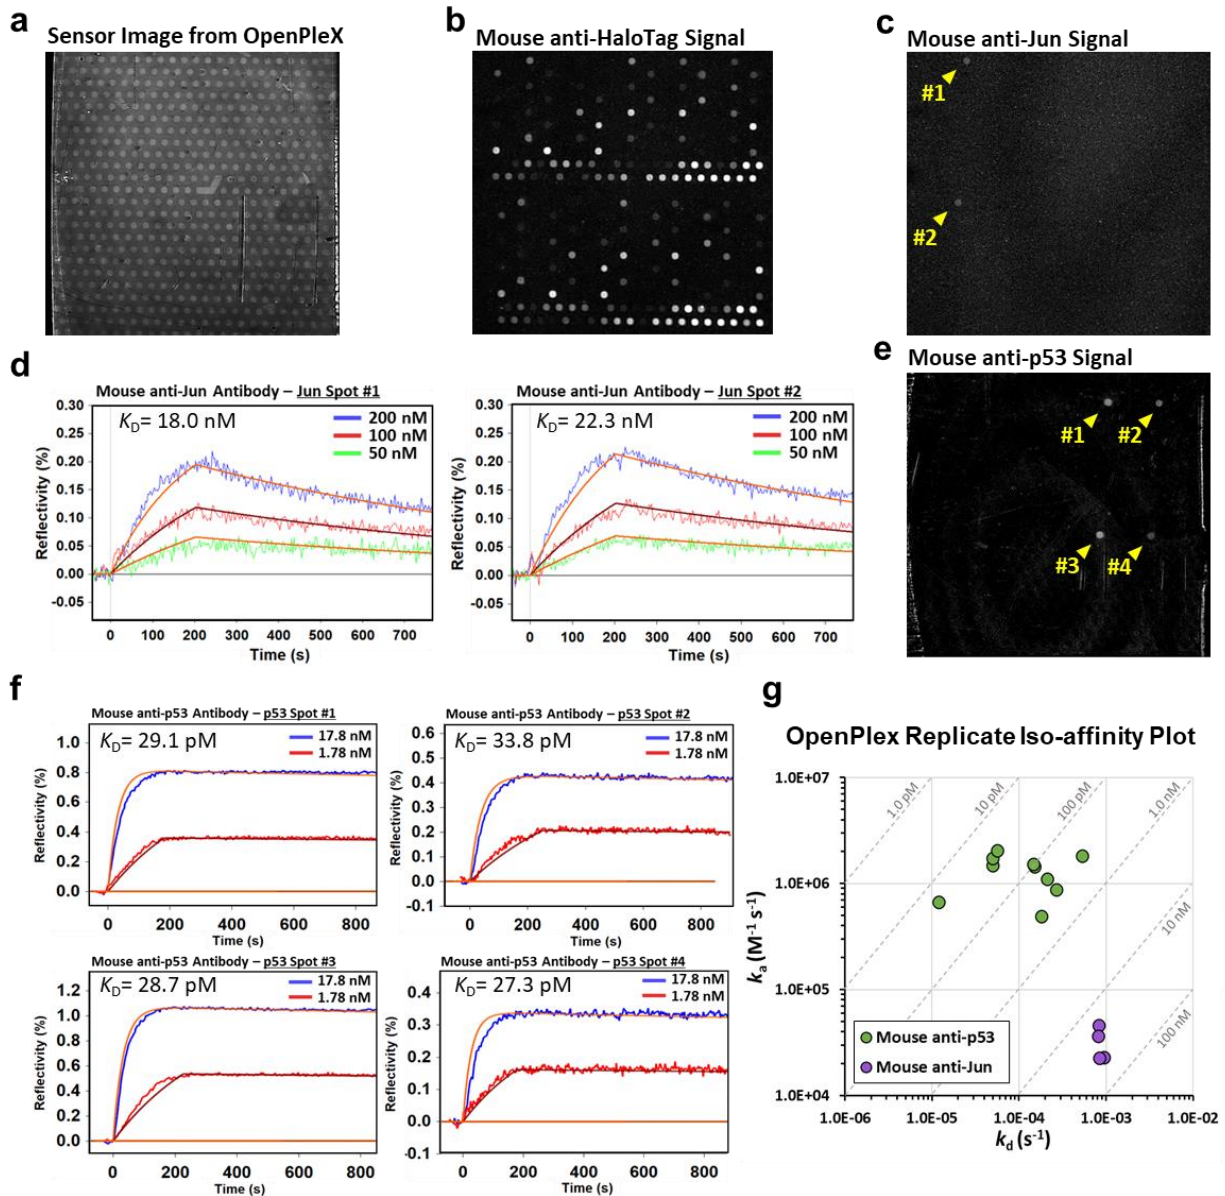 a
Sensor Image from OpenPleX
b
Mouse anti-HaloTag Signal
c
Mouse anti-Jun Signal
#1
#2
d
Mouse anti-Jun Antibody – Jun Spot #1
KD= 18.0 nM
200 nM
100 nM
50 nM
0.30
0.25
0.20
0.15
0.10
0.05
0.00
-0.05
Reflectivity (%)
0 100 200 300 400 500 600 700
Time (s)
Mouse anti-Jun Antibody – Jun Spot #2
KD= 22.3 nM
200 nM
100 nM
50 nM
0.30
0.25
0.20
0.15
0.10
0.05
0.00
-0.05
Reflectivity (%)
0 100 200 300 400 500 600 700
Time (s)
e
Mouse anti-p53 Signal
#1 #2
#3 #4
f
Mouse anti-p53 Antibody – p53 Spot #1
KD= 29.1 pM
17.8 nM
1.78 nM
1.0
0.8
0.6
0.4
0.2
0.0
Reflectivity (%)
0 200 400 600 800
Time (s)
Mouse anti-p53 Antibody – p53 Spot #2
KD= 33.8 pM
17.8 nM
1.78 nM
0.6
0.5
0.4
0.3
0.2
0.1
0.0
-0.1
Reflectivity (%)
0 200 400 600 800
Time (s)
Mouse anti-p53 Antibody – p53 Spot #3
KD= 28.7 pM
17.8 nM
1.78 nM
1.2
1.0
0.8
0.6
0.4
0.2
0.0
Reflectivity (%)
0 200 400 600 800
Time (s)
Mouse anti-p53 Antibody – p53 Spot #4
KD= 27.3 pM
17.8 nM
1.78 nM
0.4
0.3
0.2
0.1
0.0
-0.1
Reflectivity (%)
0 200 400 600 800
Time (s)
g
OpenPlex Replicate Iso-affinity Plot
1.0E+07
1.0E+06
1.0E+05
1.0E+04
ka (M-1 s-1)
1.0 pM
10 pM
100 pM
1.0 nM
10 nM
100 nM
Mouse anti-p53
Mouse anti-Jun
1.0E-06 1.0E-05 1.0E-04 1.0E-03 1.0E-02
kd (s-1)